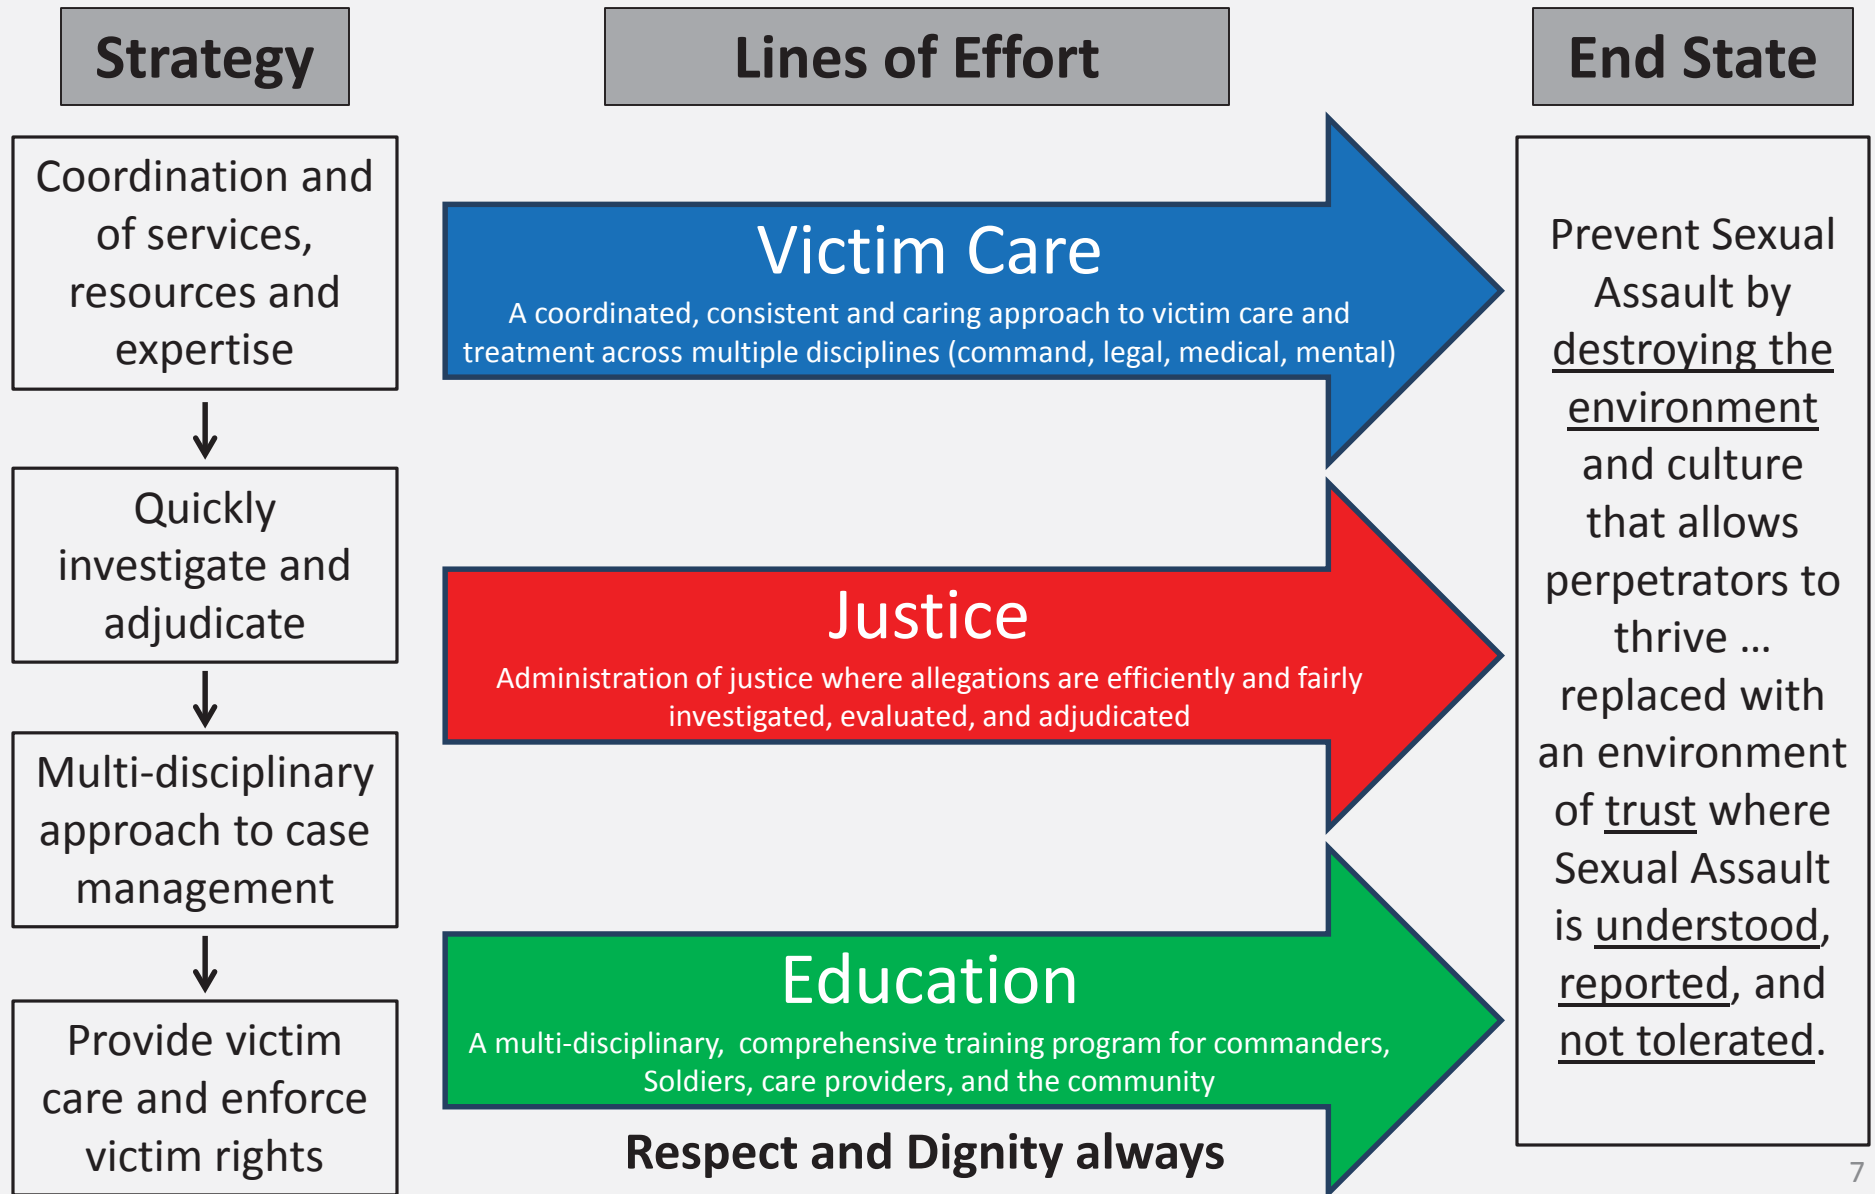 Strategy
Coordination and
of services,
resources and
expertise
Quickly
investigate and
adjudicate
Multi-disciplinary
approach to case
management
Provide victim
care and enforce
victim rights
Lines of Effort
Victim Care
A coordinated, consistent and caring approach to victim care and
treatment across multiple disciplines (command, legal, medical, mental)
Justice
Administration of justice where allegations are efficiently and fairly
investigated, evaluated, and adjudicated
Education
A multi-disciplinary,  comprehensive training program for commanders,
Soldiers, care providers, and the community
Respect and Dignity always
End State
Prevent Sexual
Assault by
destroying the
environment
and culture
that allows
perpetrators to
thrive …
replaced with
an environment
of trust where
Sexual Assault
is understood,
reported, and
not tolerated.
7